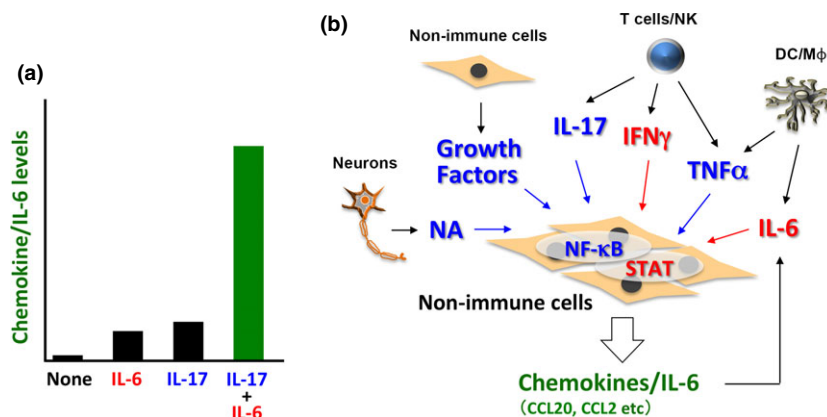 (a)
Chemokine/IL-6 levels
None
IL-6
IL-17
IL-17
+
IL-6
(b)
Non-immune cells
T cells/NK
DC/Mϕ
Neurons
Growth
Factors
IL-17
IFNγ
TNFα
NA
IL-6
NF-κB
STAT
Non-immune cells
Chemokines/IL-6
(CCL20, CCL2 etc)